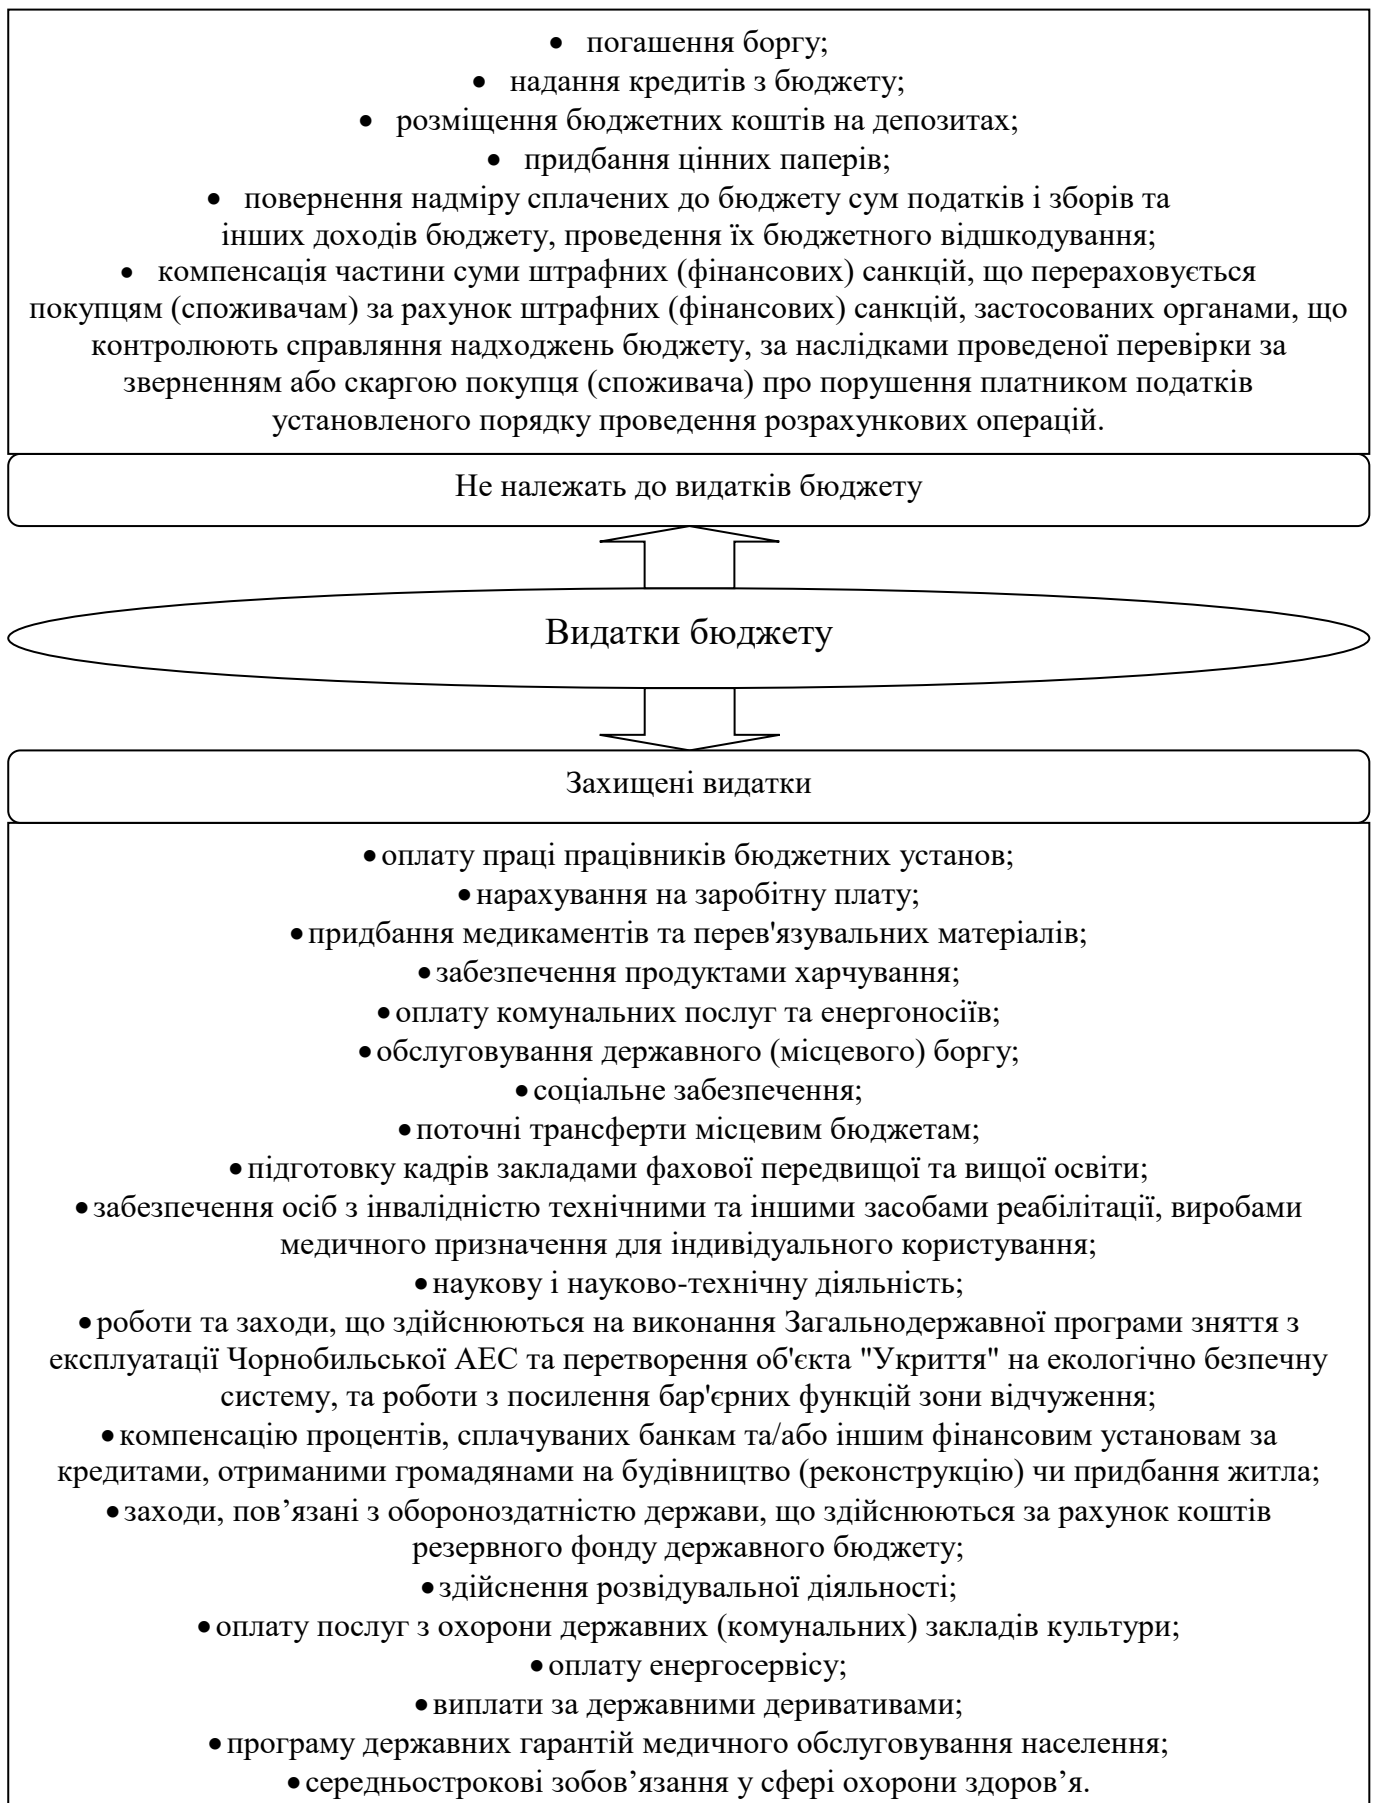 • погашення боргу;
• надання кредитів з бюджету;
• розміщення бюджетних коштів на депозитах;
• придбання цінних паперів;
• повернення надміру сплачених до бюджету сум податків і зборів та
інших доходів бюджету, проведення їх бюджетного відшкодування;
• компенсація частини суми штрафних (фінансових) санкцій, що перераховується
покупцям (споживачам) за рахунок штрафних (фінансових) санкцій, застосованих органами, що
контролюють справляння надходжень бюджету, за наслідками проведеної перевірки за
зверненням або скаргою покупця (споживача) про порушення платником податків
установленого порядку проведення розрахункових операцій.
Не належать до видатків бюджету
Видатки бюджету
Захищені видатки
• оплату праці працівників бюджетних установ;
• нарахування на заробітну плату;
• придбання медикаментів та перев'язувальних матеріалів;
• забезпечення продуктами харчування;
• оплату комунальних послуг та енергоносіїв;
• обслуговування державного (місцевого) боргу;
• соціальне забезпечення;
• поточні трансферти місцевим бюджетам;
• підготовку кадрів закладами фахової передвищої та вищої освіти;
• забезпечення осіб з інвалідністю технічними та іншими засобами реабілітації, виробами
медичного призначення для індивідуального користування;
• наукову і науково-технічну діяльність;
• роботи та заходи, що здійснюються на виконання Загальнодержавної програми зняття з
експлуатації Чорнобильської АЕС та перетворення об'єкта "Укриття" на екологічно безпечну
систему, та роботи з посилення бар'єрних функцій зони відчуження;
• компенсацію процентів, сплачуваних банкам та/або іншим фінансовим установам за
кредитами, отриманими громадянами на будівництво (реконструкцію) чи придбання житла;
• заходи, пов’язані з обороноздатністю держави, що здійснюються за рахунок коштів
резервного фонду державного бюджету;
• здійснення розвідувальної діяльності;
• оплату послуг з охорони державних (комунальних) закладів культури;
• оплату енергосервісу;
• виплати за державними деривативами;
• програму державних гарантій медичного обслуговування населення;
• середньострокові зобов’язання у сфері охорони здоров’я.